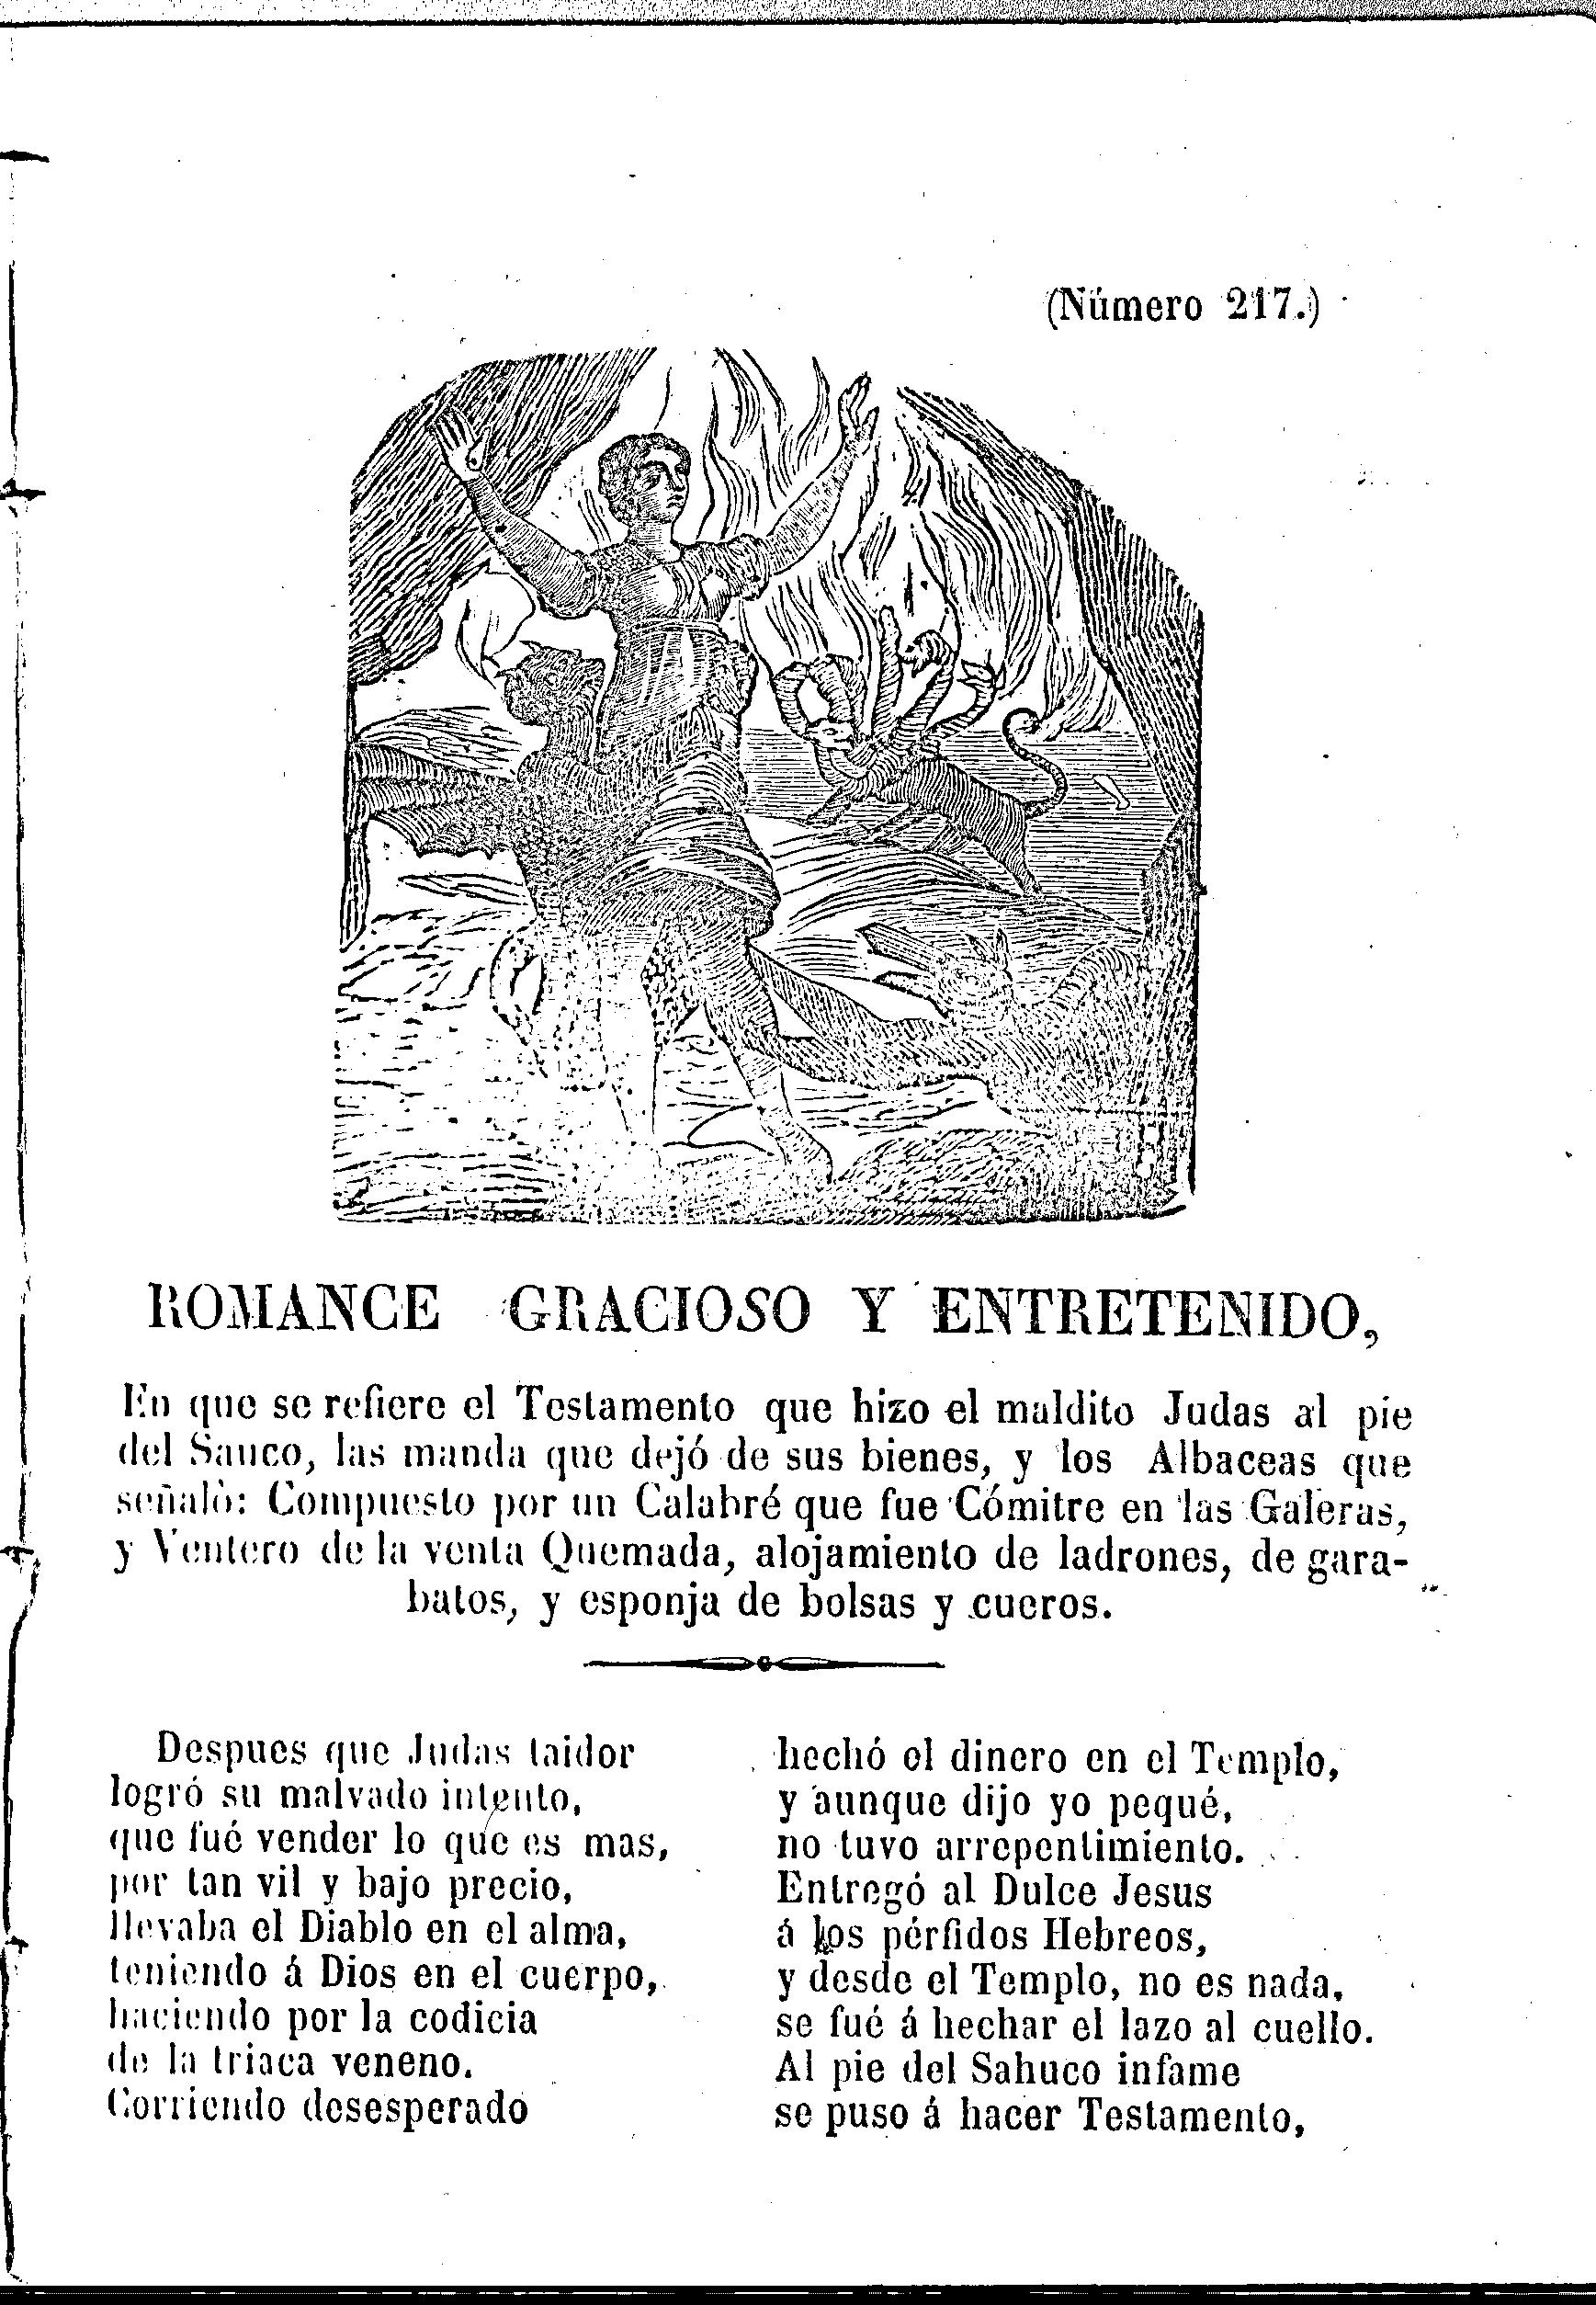 (Número 217.)
ROMANCE GRACIOSO Y ENTRETENIDO,
En que se refiere el Testamento que hizo el maldito Judas al pie
del Sauco, las manda que dejó de sus bienes, y los Albaceas que
señalò: Compuesto por un Calabré que fue Cómitre en las Galeras,
y Ventero de la venta Quemada, alojamiento de ladrones, de gara-
batos, y esponja de bolsas y cueros.
Despues que Judas taidor
logró su malvado intento,
que fué vender lo que es mas,
por tan vil y bajo precio,
llevaba el Diablo en el alma,
teniendo á Dios en el cuerpo,
haciendo por la codicia
de la triaca veneno.
Corriendo desesperado
hechó el dinero en el Templo,
y aunque dijo yo pequé,
no tuvo arrepentimiento.
Entregó al Dulce Jesus
á los pérfidos Hebreos,
y desde el Templo, no es nada,
se fué á hechar el lazo al cuello.
Al pie del Sahuco infame
se puso á hacer Testamento,